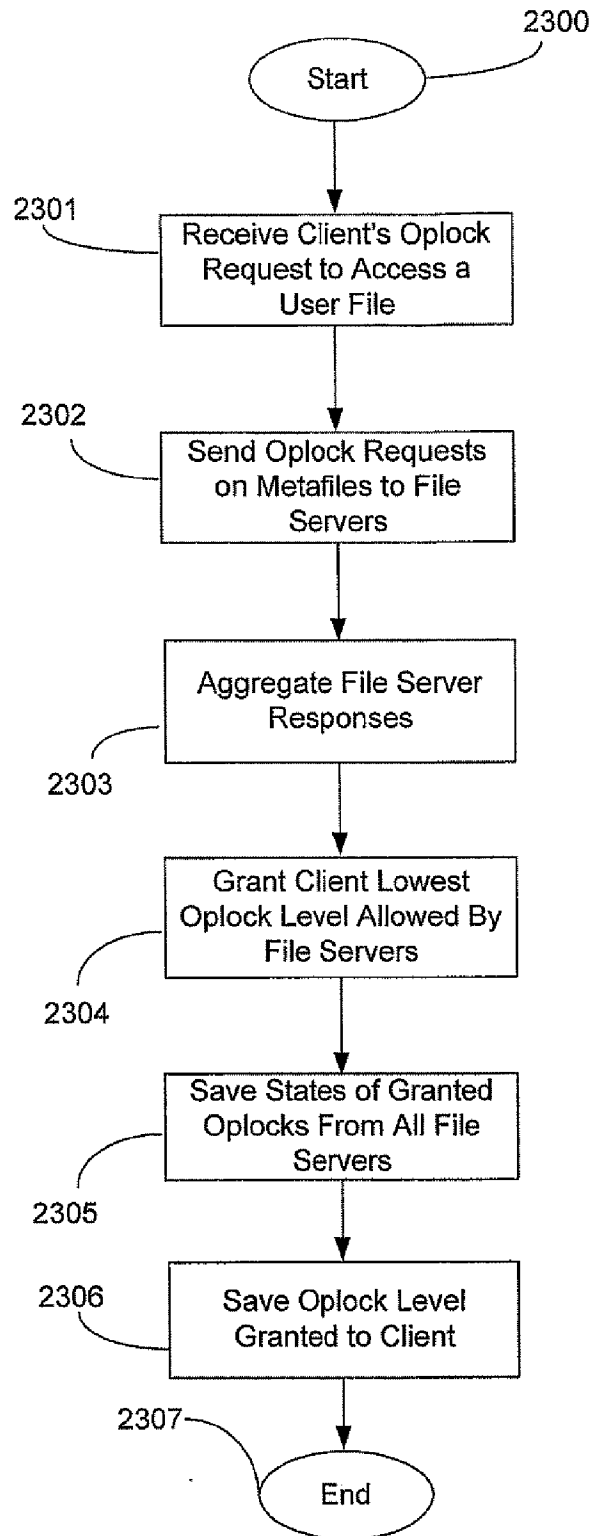 2300
Start
2301
Receive Client's Oplock
Request to Access a
User File
2302
Send Oplock Requests
on Metafiles to File
Servers
Aggregate File Server
Responses
2303
Grant Client Lowest
Oplock Level Allowed By
File Servers
2304
Save States of Granted
Oplocks From All File
Servers
2305
2306
Save Oplock Level
Granted to Client
2307
End